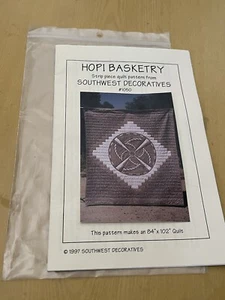 HOPI BASKETRY
Strip piece quilt pattern from
SOUTHWEST DECORATIVES
#1050
This pattern makes an 84"x 102" Quilt
© 1997 SOUTHWEST DECORATIVES